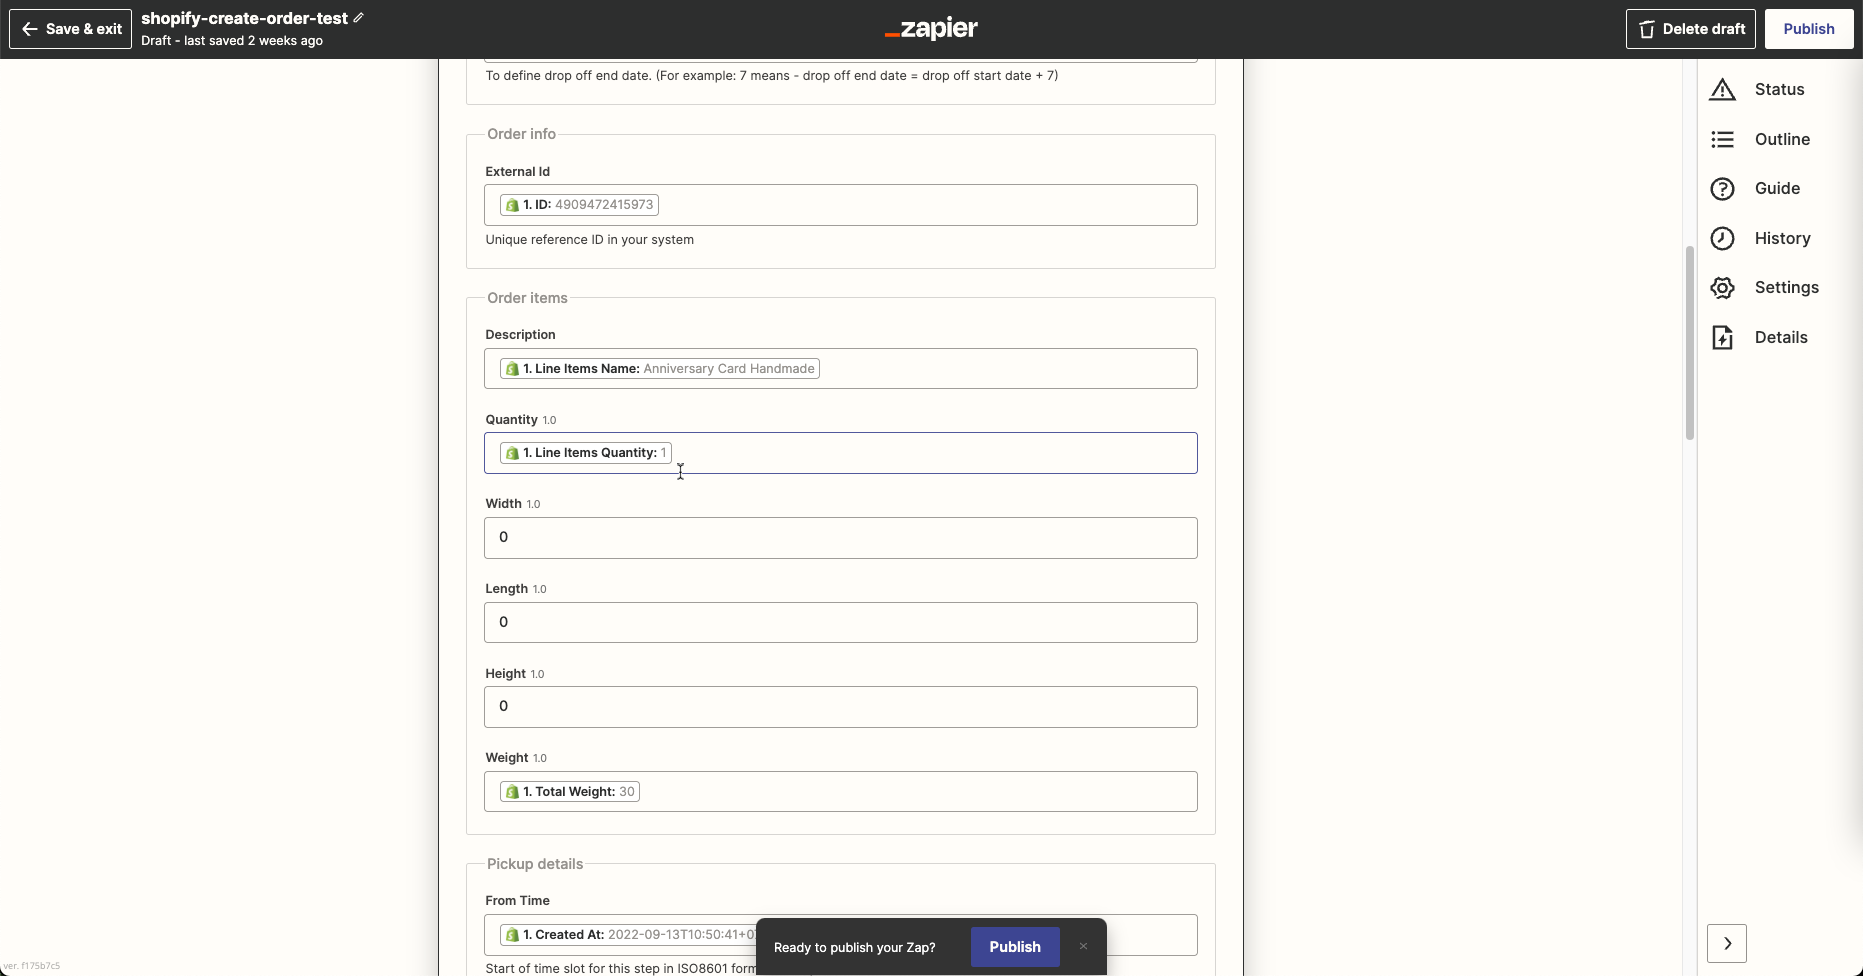 Save & exit
shopify-create-order-test
Draft - last saved 2 weeks ago
zapier
Delete draft
Publish
To define drop off end date. (For example: 7 means - drop off end date = drop off start date + 7)
Order info
External Id
1. ID: 4909472415973
Unique reference ID in your system
Order items
Description
1. Line Items Name: Anniversary Card Handmade
Quantity 1.0
1. Line Items Quantity: 1
Width 1.0
0
Length 1.0
0
Height 1.0
0
Weight 1.0
1. Total Weight: 30
Pickup details
From Time
1. Created At: 2022-09-13T10:50:41+0
Start of time slot for this step in ISO8601 form
Ready to publish your Zap?
Publish
Status
Outline
Guide
History
Settings
Details
ver. f175b7c5